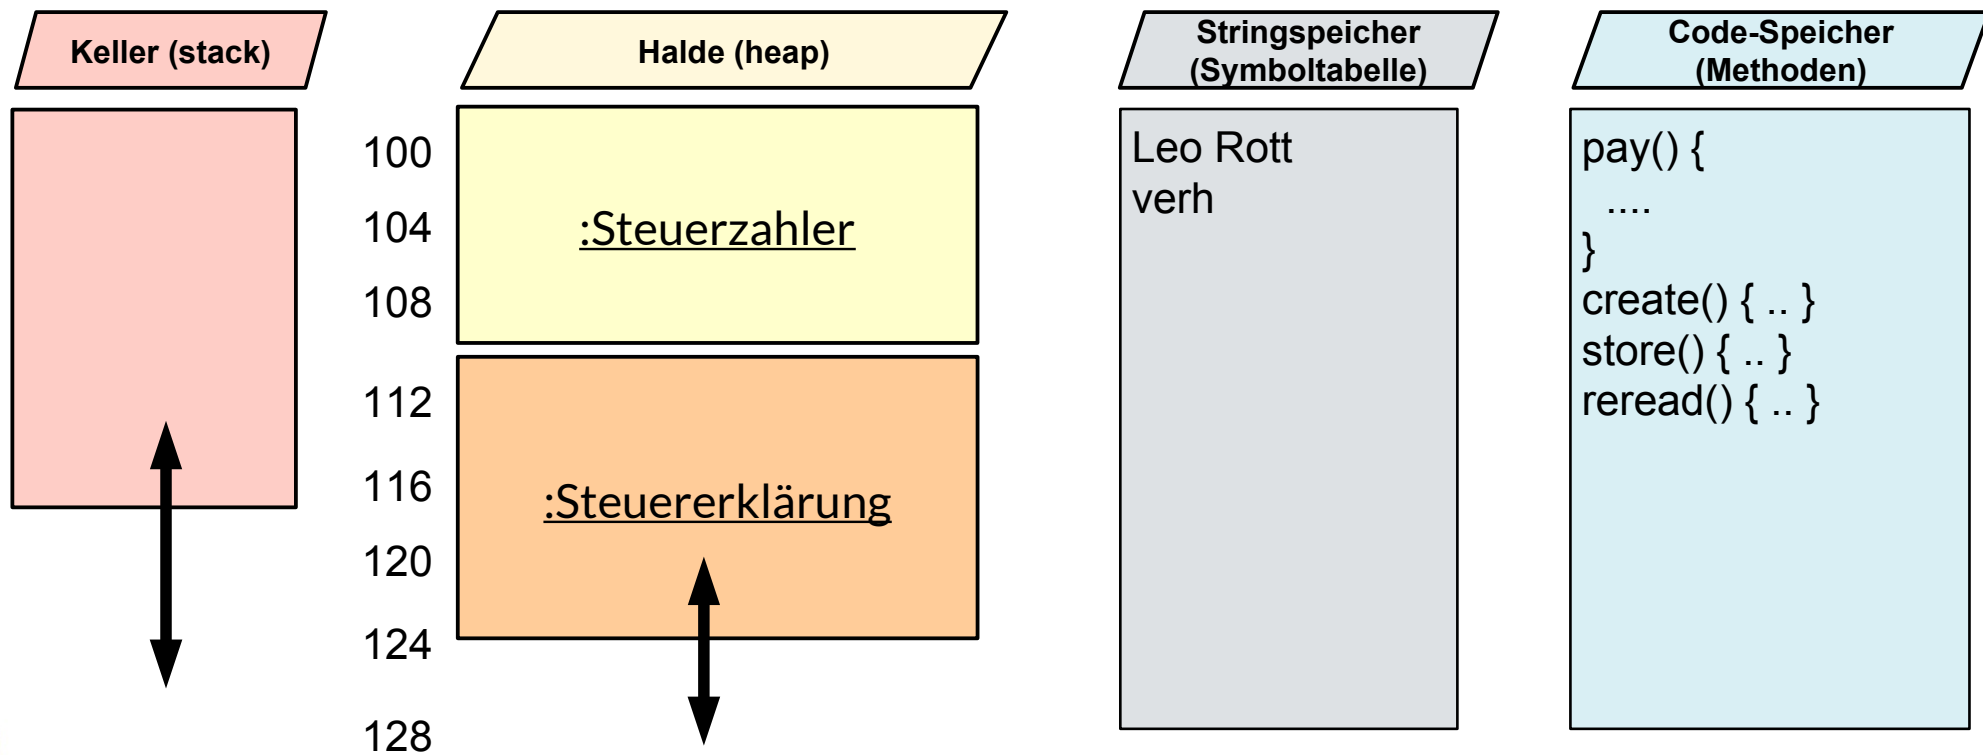 Keller (stack)
Halde (heap)
Stringspeicher
(Symboltabelle)
Code-Speicher
(Methoden)
100
104
108
112
116
120
124
128
:Steuerzahler
:Steuererklärung
Leo Rott
verh
pay() {
....
}
create() { .. }
store() { .. }
reread() { .. }